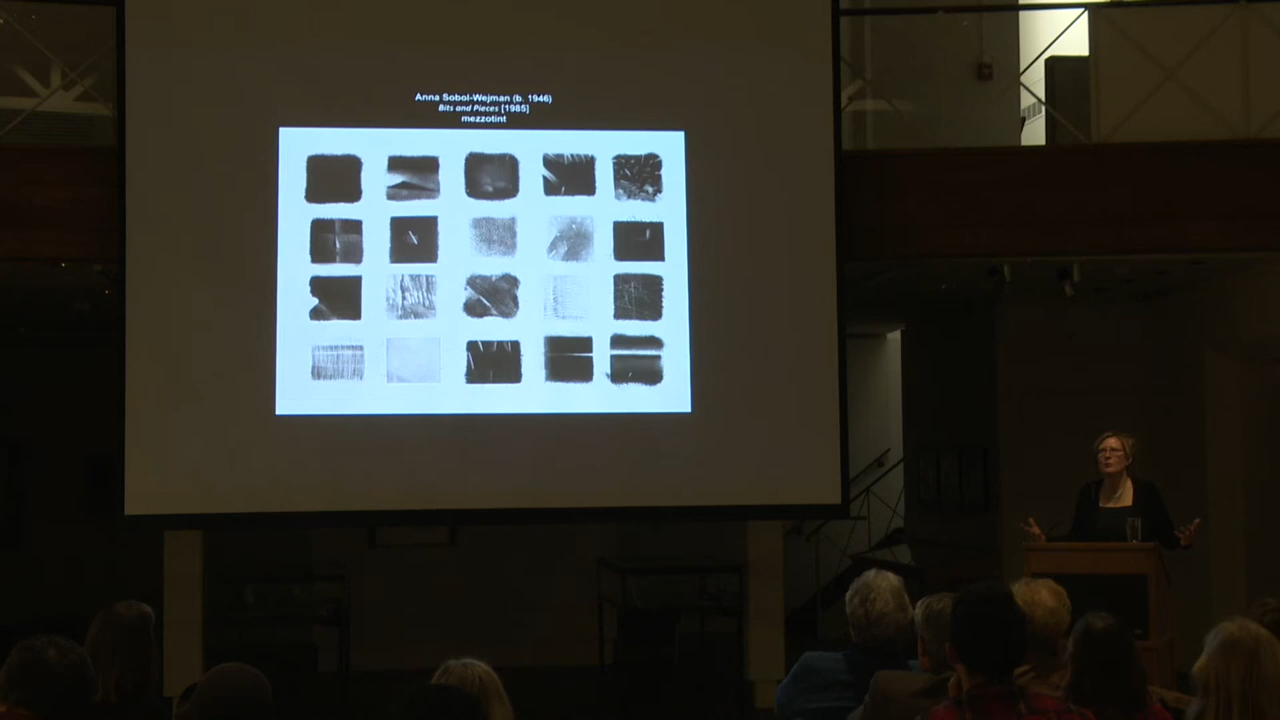 Anna Sobol-Wejman (b. 1946)
Bits and Pieces [1985]
mezzotint